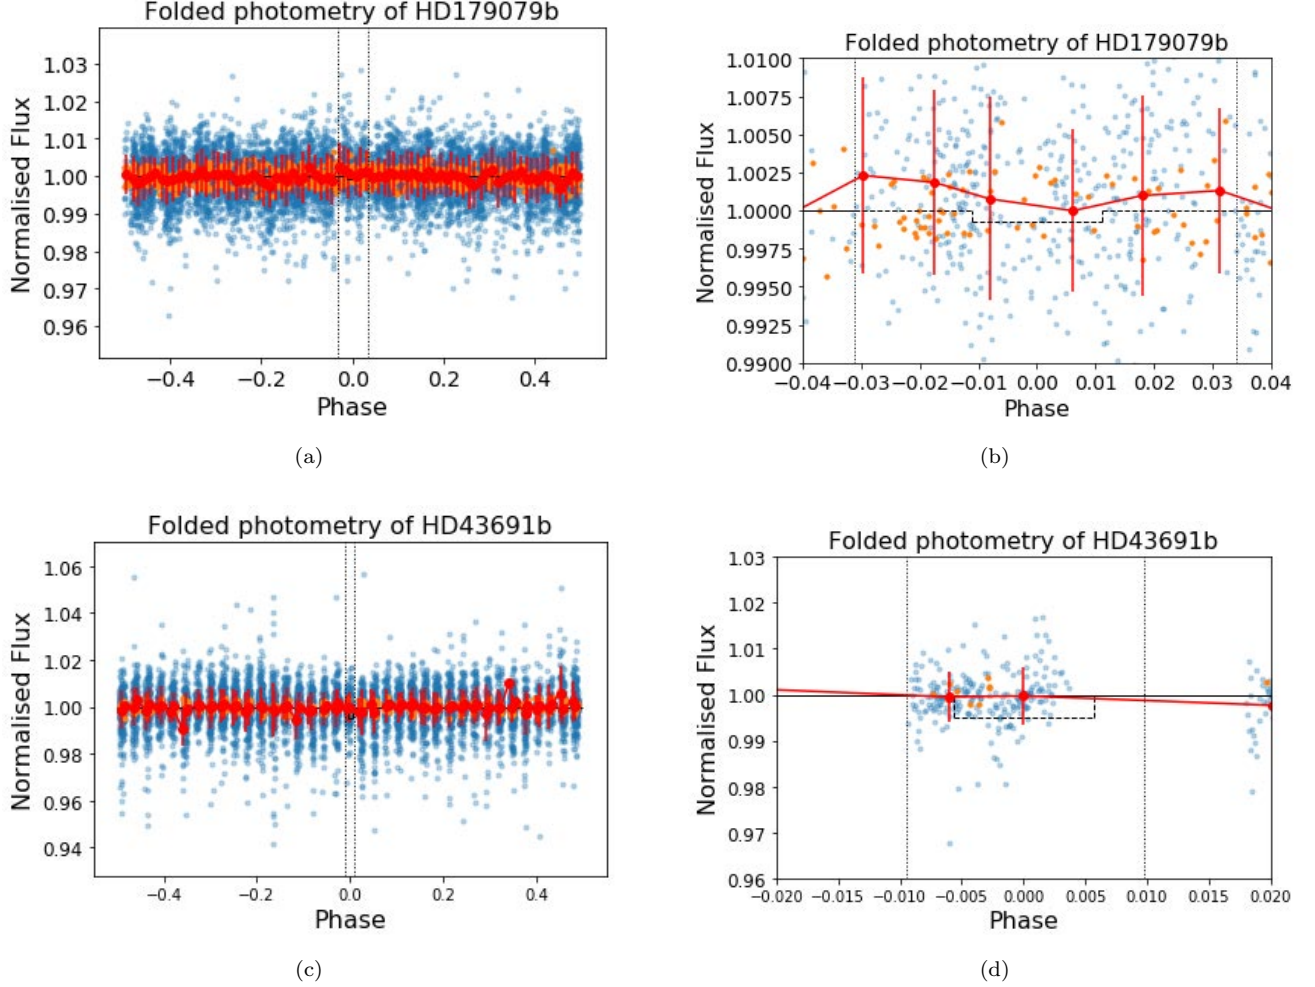 Folded photometry of HD179079b
Normalised Flux
1.03
1.02
1.01
1.00
0.99
0.98
0.97
0.96
−0.4 −0.2 0.0 0.2 0.4
Phase
(a)
Folded photometry of HD179079b
Normalised Flux
1.0100
1.0075
1.0050
1.0025
1.0000
0.9975
0.9950
0.9925
0.9900
−0.04 −0.03 −0.02 −0.01 0.00 0.01 0.02 0.03 0.04
Phase
(b)
Folded photometry of HD43691b
Normalised Flux
1.06
1.04
1.02
1.00
0.98
0.96
0.94
−0.4 −0.2 0.0 0.2 0.4
Phase
(c)
Folded photometry of HD43691b
Normalised Flux
1.03
1.02
1.01
1.00
0.99
0.98
0.97
0.96
−0.020 −0.015 −0.010 −0.005 0.000 0.005 0.010 0.015 0.020
Phase
(d)